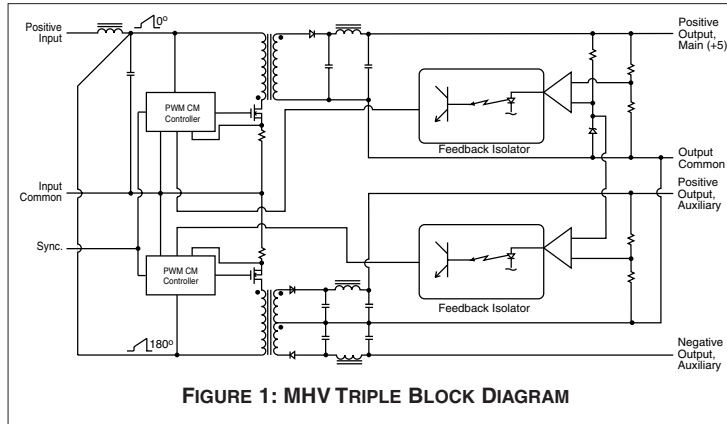 Positive
Input
0°
Positive
Output,
Main (+5)
PWM CM
Controller
Feedback Isolator
Output
Common
Input
Common
Positive
Output,
Auxiliary
Sync.
PWM CM
Controller
Feedback Isolator
180°
Negative
Output,
Auxiliary
FIGURE 1: MHV TRIPLE BLOCK DIAGRAM